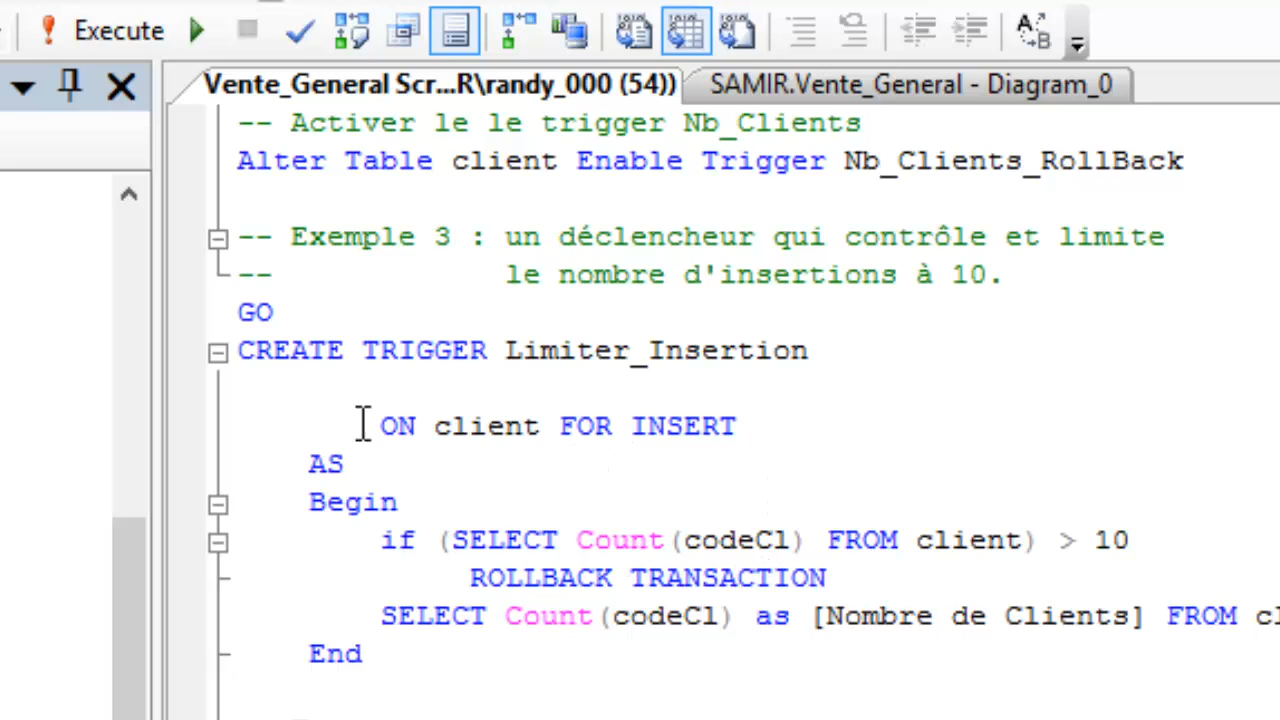 Execute
Vente_General Scr...R\randy_000 (54))
SAMIR.Vente_General - Diagram_0
-- Activer le le trigger Nb_Clients
Alter Table client Enable Trigger Nb_Clients_RollBack
-- Exemple 3 : un déclencheur qui contrôle et limite
-- le nombre d'insertions à 10.
GO
CREATE TRIGGER Limiter_Insertion
ON client FOR INSERT
AS
Begin
if (SELECT Count(codeCl) FROM client) > 10
ROLLBACK TRANSACTION
SELECT Count(codeCl) as [Nombre de Clients] FROM
End